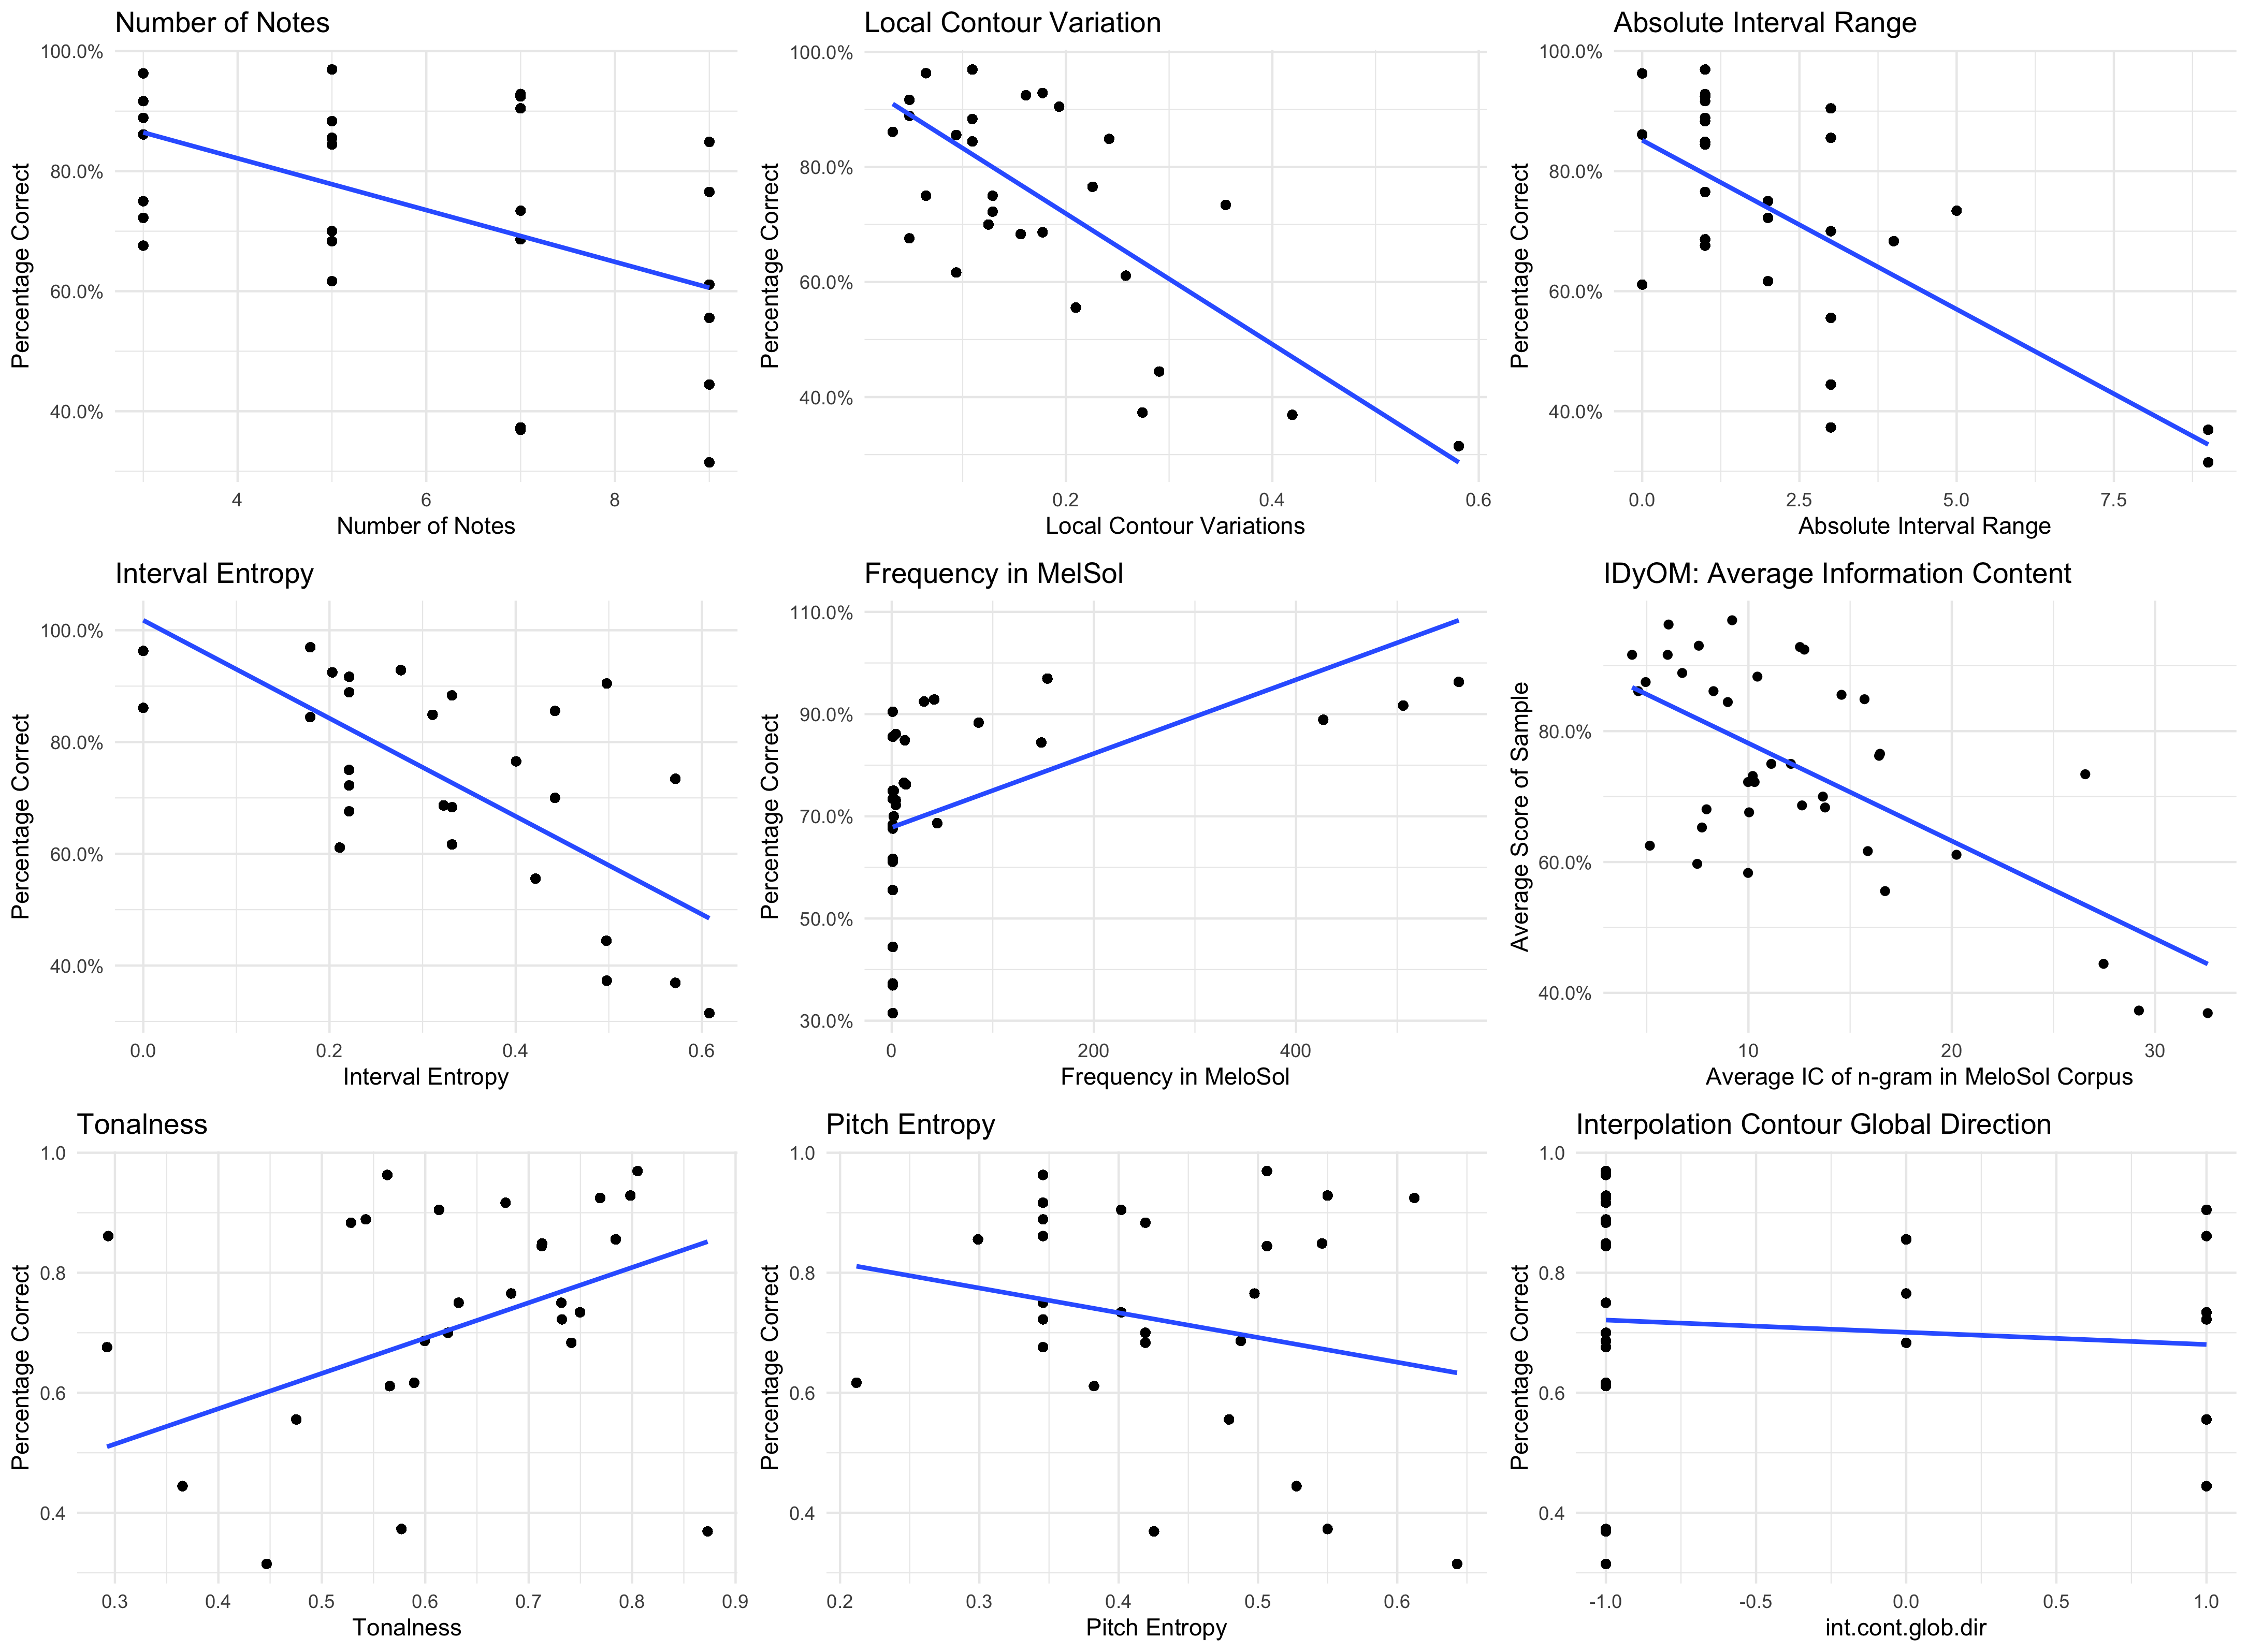 Number of Notes
Percentage Correct
100.0%
80.0%
60.0%
40.0%
4 6 8
Number of Notes
Local Contour Variation
Percentage Correct
100.0%
80.0%
60.0%
40.0%
0.2 0.4 0.6
Local Contour Variations
Absolute Interval Range
Percentage Correct
100.0%
80.0%
60.0%
40.0%
0.0 2.5 5.0 7.5
Absolute Interval Range
Interval Entropy
Percentage Correct
100.0%
80.0%
60.0%
40.0%
0.0 0.2 0.4 0.6
Interval Entropy
Frequency in MelSol
Percentage Correct
110.0%
90.0%
70.0%
50.0%
30.0%
0 200 400
Frequency in MeloSol
IDyOM: Average Information Content
Average Score of Sample
80.0%
60.0%
40.0%
10 20 30
Average IC of n-gram in MeloSol Corpus
Tonalness
Percentage Correct
1.0
0.8
0.6
0.4
0.3 0.4 0.5 0.6 0.7 0.8 0.9
Tonalness
Pitch Entropy
Percentage Correct
1.0
0.8
0.6
0.4
0.2 0.3 0.4 0.5 0.6
Pitch Entropy
Interpolation Contour Global Direction
Percentage Correct
1.0
0.8
0.6
0.4
-1.0 -0.5 0.0 0.5 1.0
int.cont.glob.dir